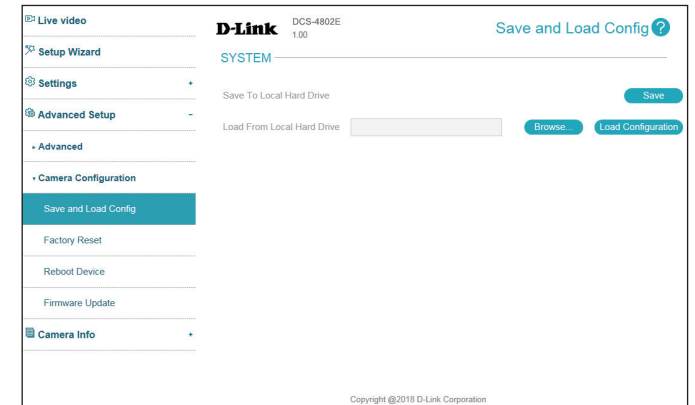 Live video
Setup Wizard
Settings +
Advanced Setup -
Advanced
Camera Configuration
Save and Load Config
Factory Reset
Reboot Device
Firmware Update
Camera Info +
D-Link DCS-4802E
1.00
Save and Load Config ?
SYSTEM
Save To Local Hard Drive Save
Load From Local Hard Drive Browse... Load Configuration
Copyright @2018 D-Link Corporation